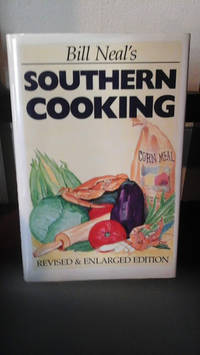 Bill Neal's
SOUTHERN
COOKING
CORN MEAL
REVISED & ENLARGED EDITION